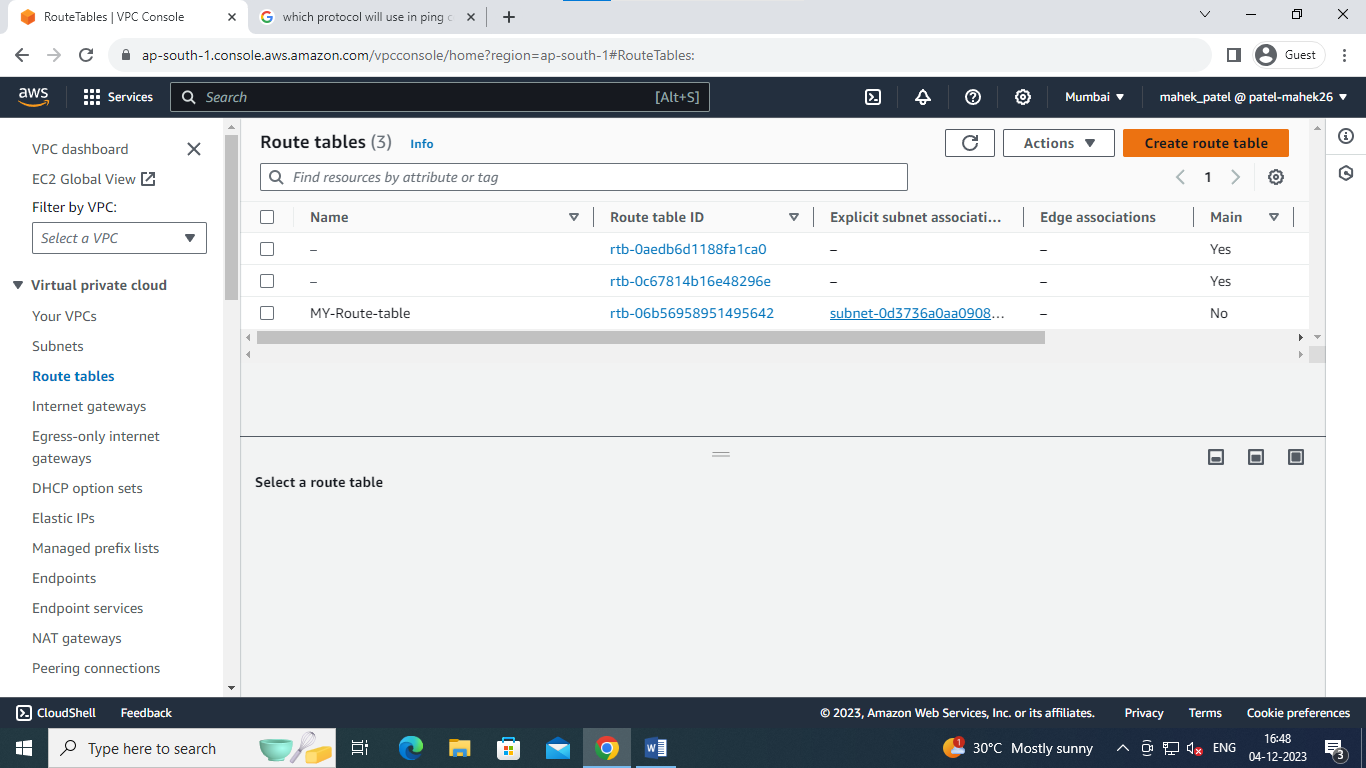 RouteTables | VPC Console
which protocol will use in ping c
ap-south-1.console.aws.amazon.com/vpcconsole/home?region=ap-south-1#RouteTables:
Guest
aws
Services
Search
[Alt+S]
Mumbai
mahek_patel @ patel-mahek26
VPC dashboard
EC2 Global View
Filter by VPC:
Select a VPC
Virtual private cloud
Your VPCs
Subnets
Route tables
Internet gateways
Egress-only internet
gateways
DHCP option sets
Elastic IPs
Managed prefix lists
Endpoints
Endpoint services
NAT gateways
Peering connections
Route tables (3)
Info
Actions
Create route table
Find resources by attribute or tag
1
Name Route table ID Explicit subnet associati... Edge associations Main
– rtb-0aedb6d1188fa1ca0 – – Yes
– rtb-0c67814b16e48296e – – Yes
MY-Route-table rtb-06b56958951495642 subnet-0d3736a0aa0908... – No
Select a route table
CloudShell
Feedback
© 2023, Amazon Web Services, Inc. or its affiliates.
Privacy
Terms
Cookie preferences
Type here to search
1
30°C Mostly sunny
ENG
16:48
04-12-2023
3